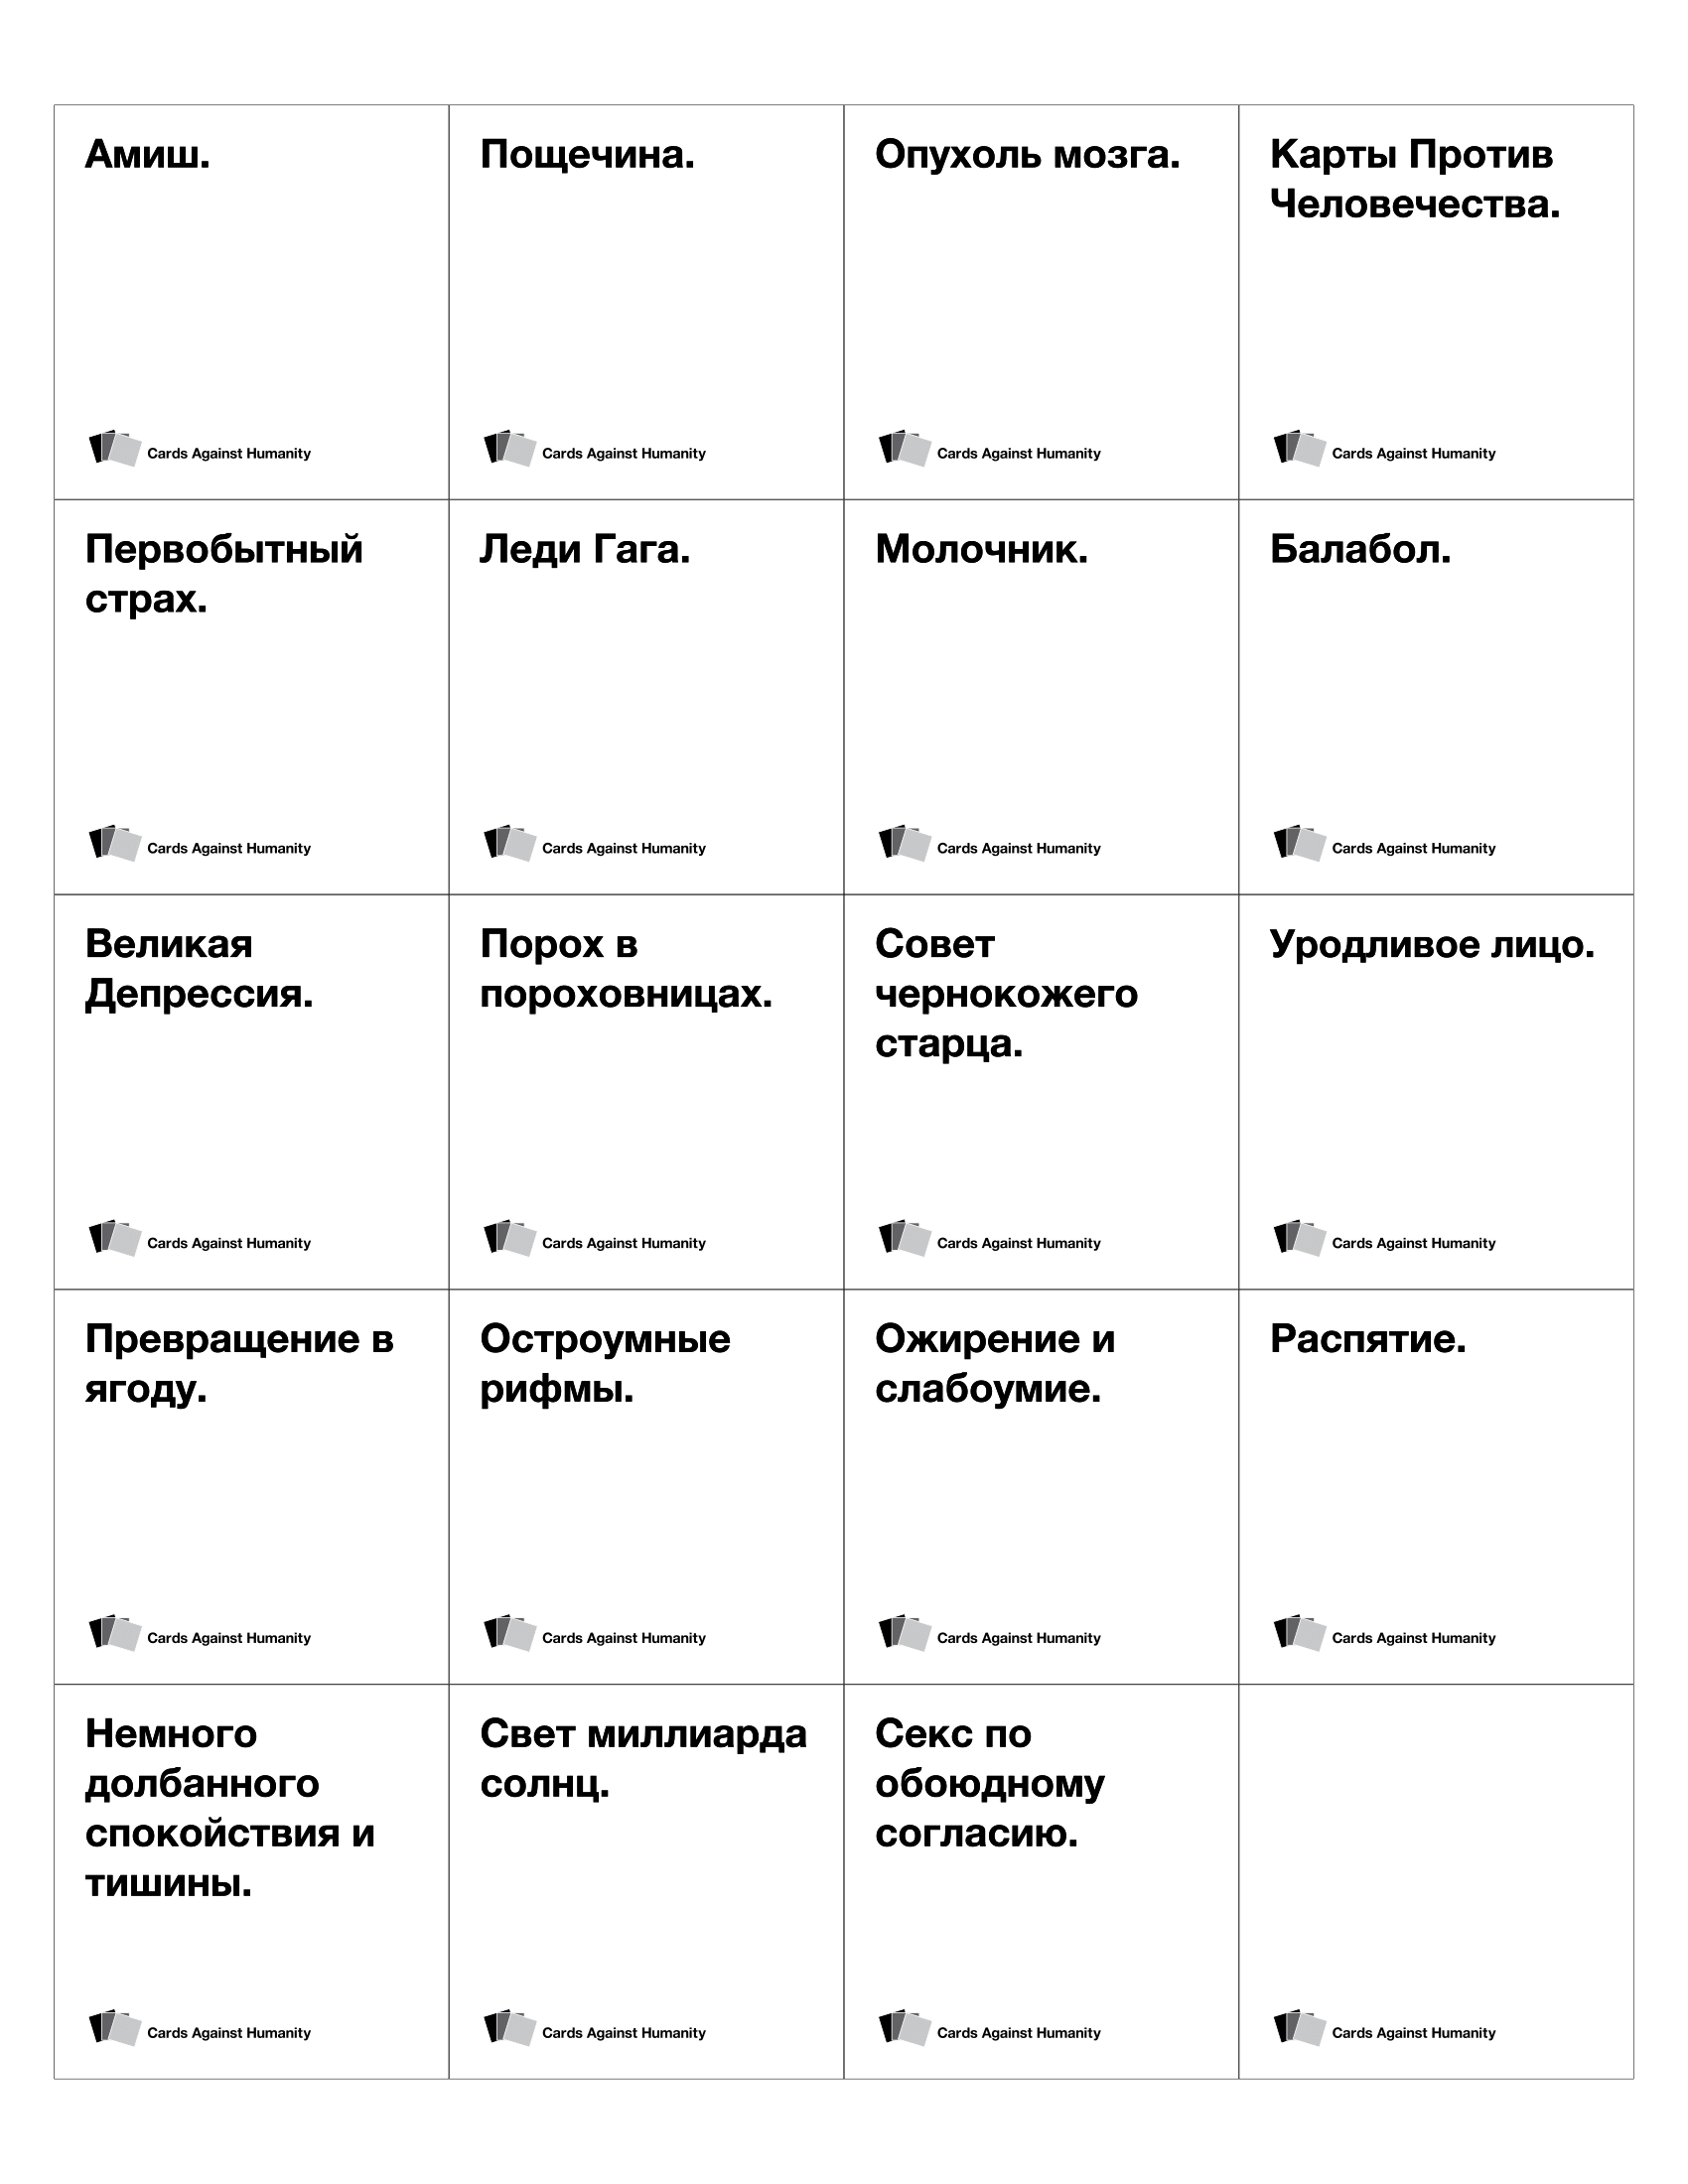 Амиш.
Пощечина.
Опухоль мозга.
Карты Против
Человечества.
Cards Against Humanity
Cards Against Humanity
Cards Against Humanity
Cards Against Humanity
Первобытный
страх.
Леди Гага.
Молочник.
Балабол.
Cards Against Humanity
Cards Against Humanity
Cards Against Humanity
Cards Against Humanity
Великая
Депрессия.
Порох в
пороховницах.
Совет
чернокожего
старца.
Уродливое лицо.
Cards Against Humanity
Cards Against Humanity
Cards Against Humanity
Cards Against Humanity
Превращение в
ягоду.
Остроумные
рифмы.
Ожирение и
слабоумие.
Распятие.
Cards Against Humanity
Cards Against Humanity
Cards Against Humanity
Cards Against Humanity
Немного
долбанного
спокойствия и
тишины.
Свет миллиарда
солнц.
Секс по
обоюдному
согласию.
Cards Against Humanity
Cards Against Humanity
Cards Against Humanity
Cards Against Humanity